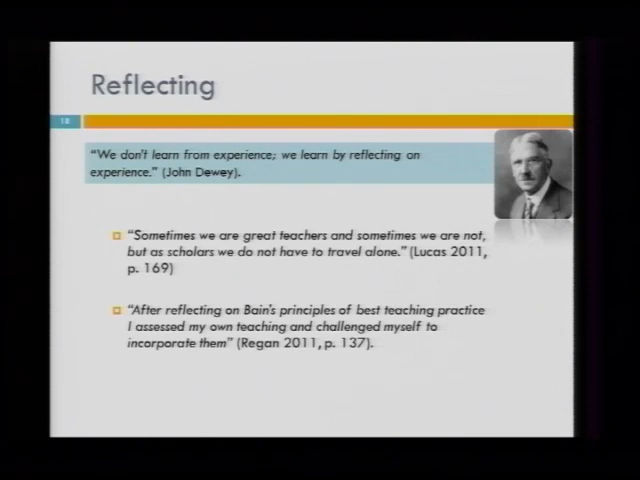 Reflecting
18
“We don't learn from experience; we learn by reflecting on
experience.” (John Dewey).
“Sometimes we are great teachers and sometimes we are not,
but as scholars we do not have to travel alone.” (Lucas 2011,
p. 169)
“After reflecting on Bain's principles of best teaching practice
I assessed my own teaching and challenged myself to
incorporate them” (Regan 2011, p. 137).